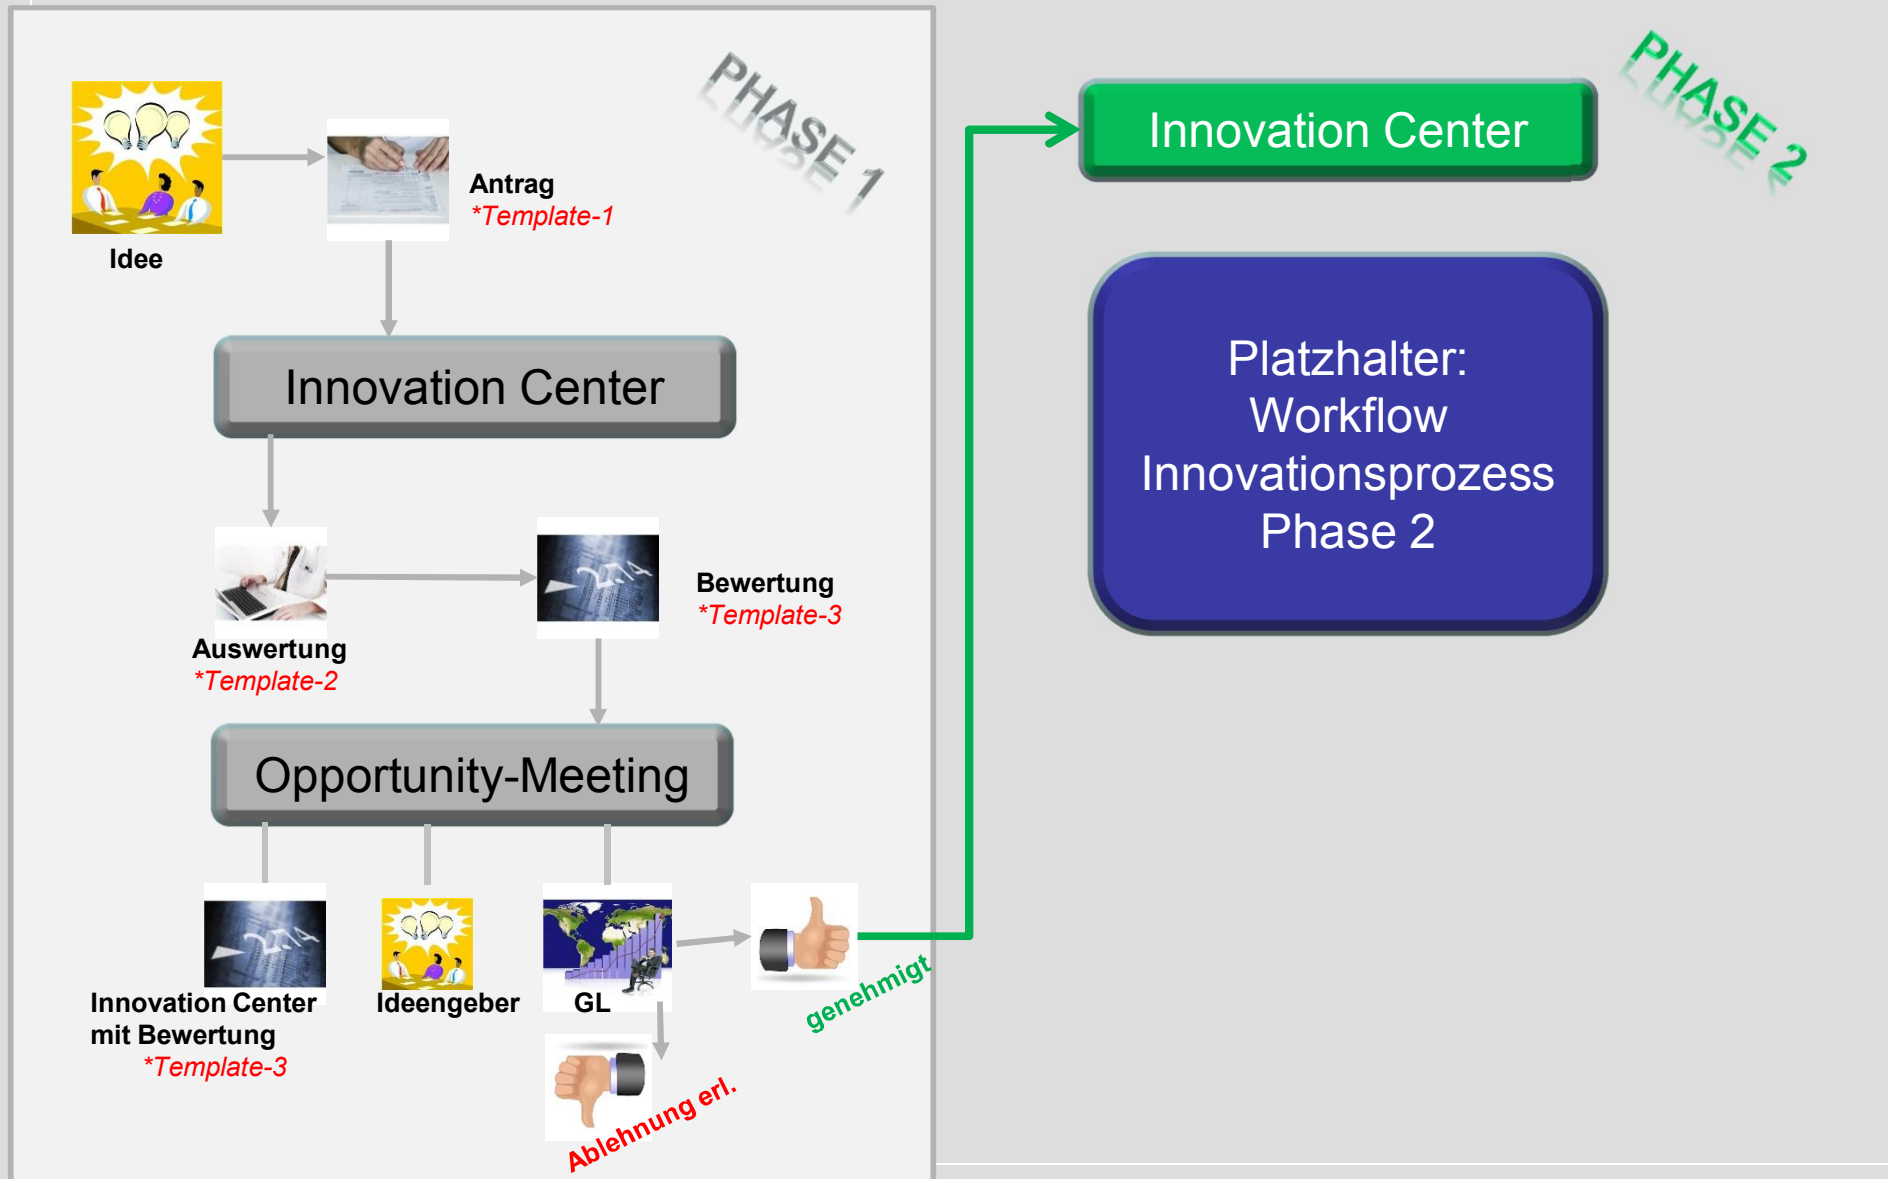 PHASE 1
Idee
Antrag
*Template-1
Innovation Center
Auswertung
*Template-2
Bewertung
*Template-3
Opportunity-Meeting
Innovation Center
mit Bewertung
*Template-3
Ideengeber
GL
genehmigt
Ablehnung erl.
PHASE 2
Innovation Center
Platzhalter:
Workflow
Innovationsprozess
Phase 2